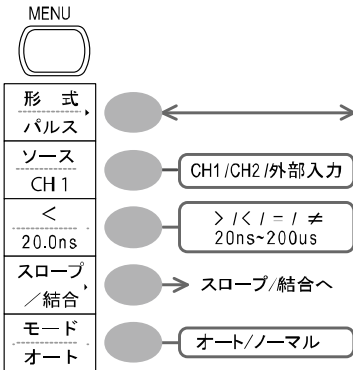 MENU
形 式
パルス
ソース
CH 1
CH1/CH2/外部入力
<
20.0ns
> / < / = / ≠
20ns~200us
スロープ
／結合
スロープ/結合へ
モード
オート
オート/ノーマル